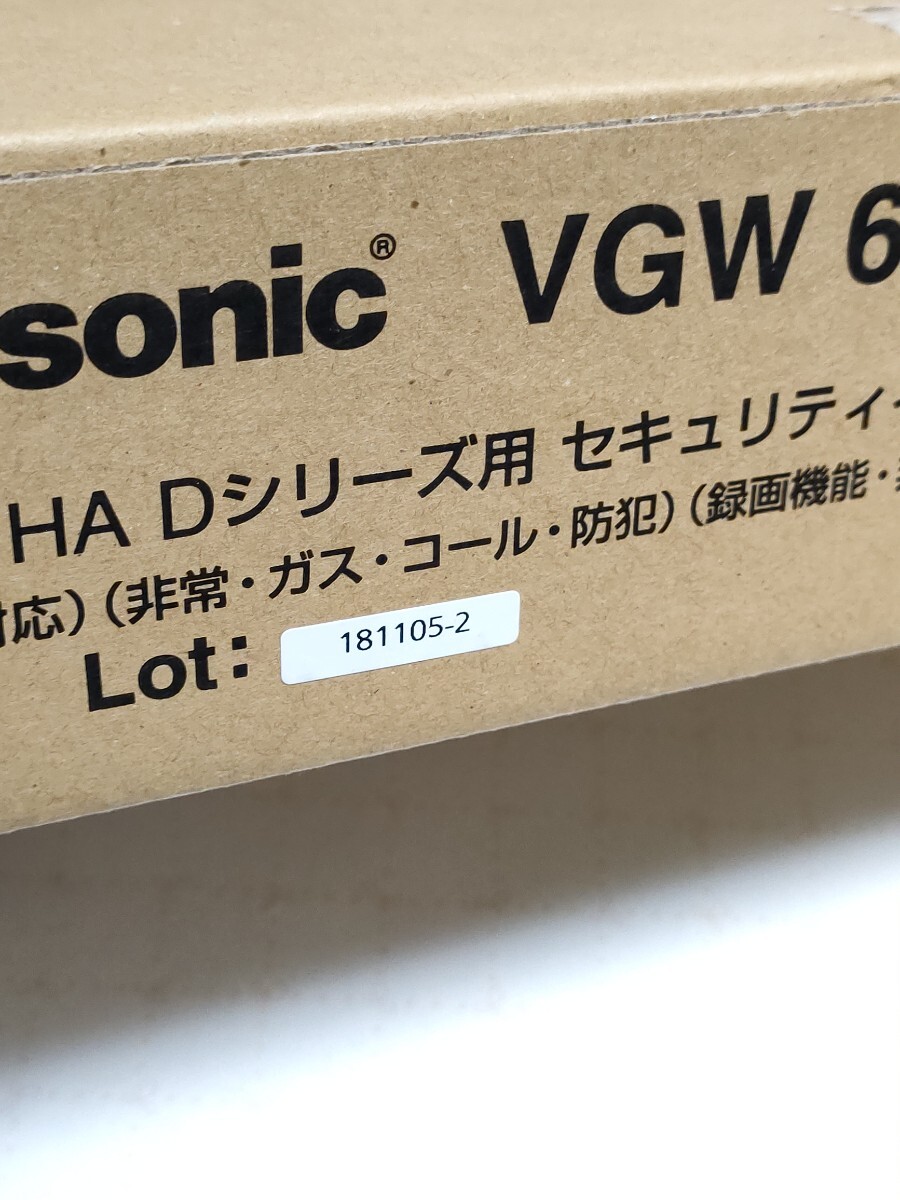 sonic® VGW 6
HA Dシリーズ用 セキュリティー
対応)(非常・ガス・コール・防犯)(録画機能・
Lot: 181105-2